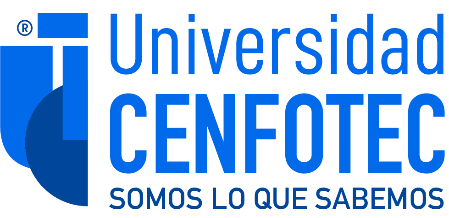 ®
Universidad
CENFOTEC
SOMOS LO QUE SABEMOS